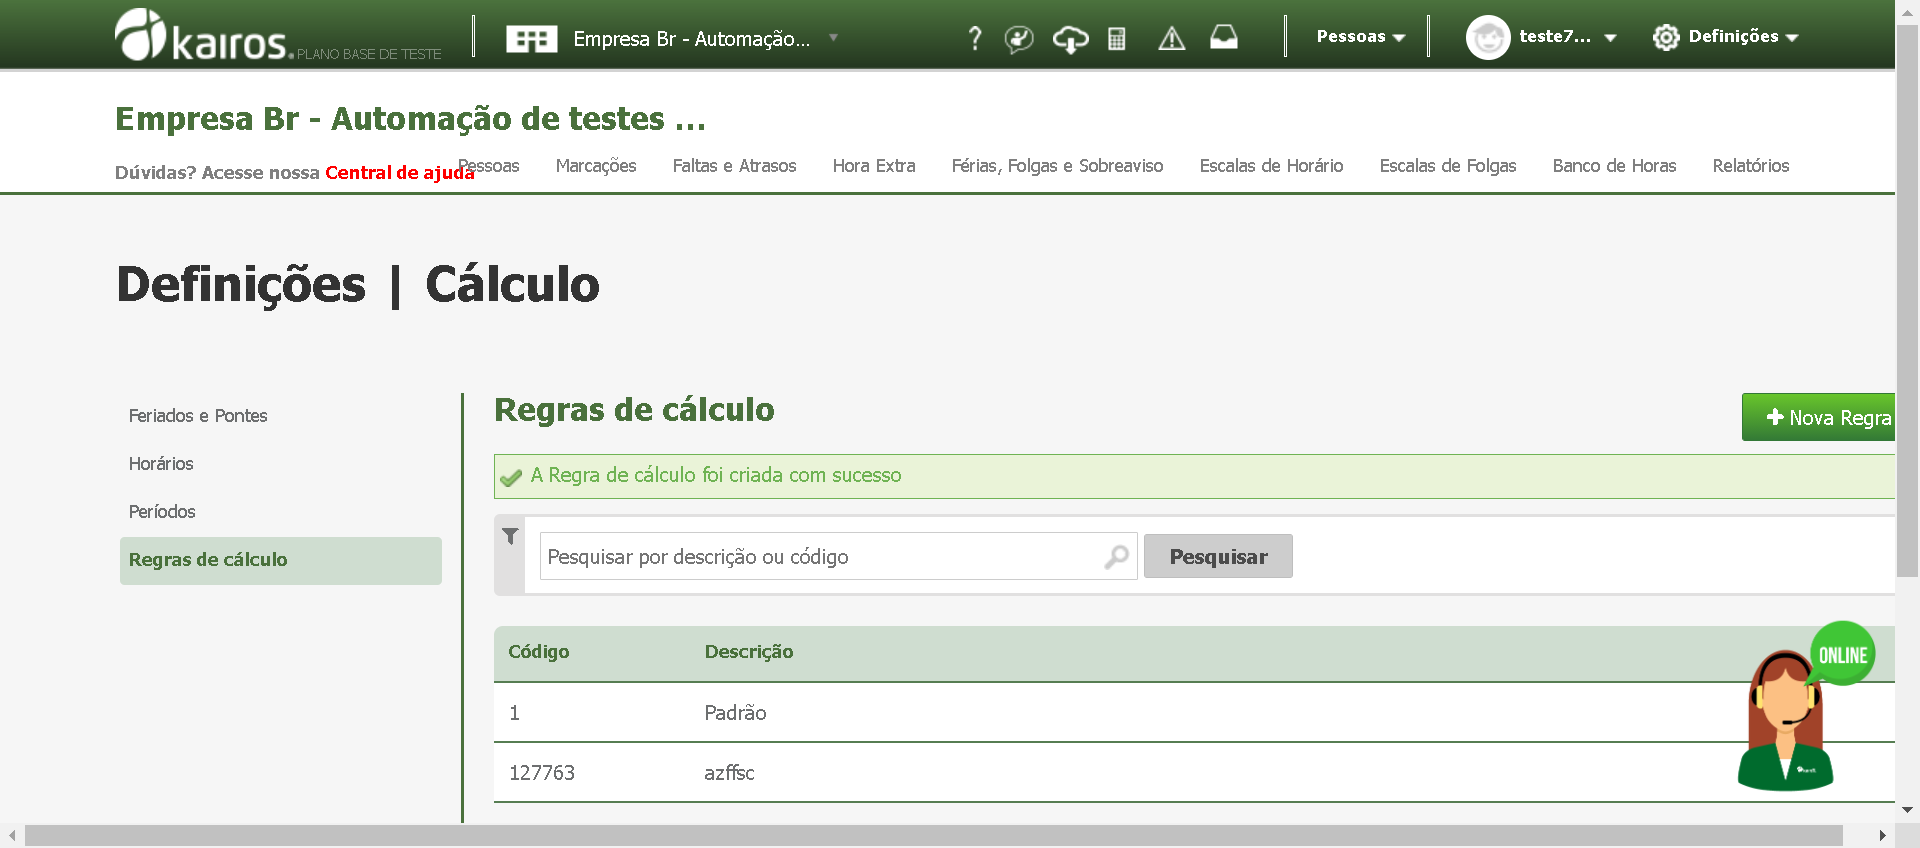 kairos. PLANO BASE DE TESTE
Empresa Br - Automação...
?
Pessoas
teste7...
Definições
Empresa Br - Automação de testes ...
Dúvidas? Acesse nossa Central de ajuda
Pessoas Marcações Faltas e Atrasos Hora Extra Férias, Folgas e Sobreaviso Escalas de Horário Escalas de Folgas Banco de Horas Relatórios
Definições | Cálculo
Feriados e Pontes
Horários
Períodos
Regras de cálculo
Regras de cálculo
+ Nova Regra
A Regra de cálculo foi criada com sucesso
Pesquisar por descrição ou código
Pesquisar
Código Descrição
1 Padrão
127763 azffsc
ONLINE